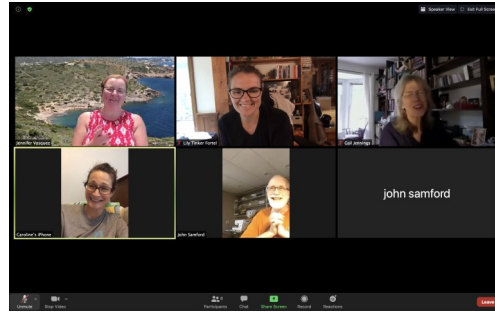 Speaker View
Exit Full Screen
Jennifer Vasquez
Lily Tinker Fortel
Gail Jennings
Caroline's iPhone
John Samford
john samford
Unmute
Stop Video
Participants
Chat
Share Screen
Record
Reactions
Leave